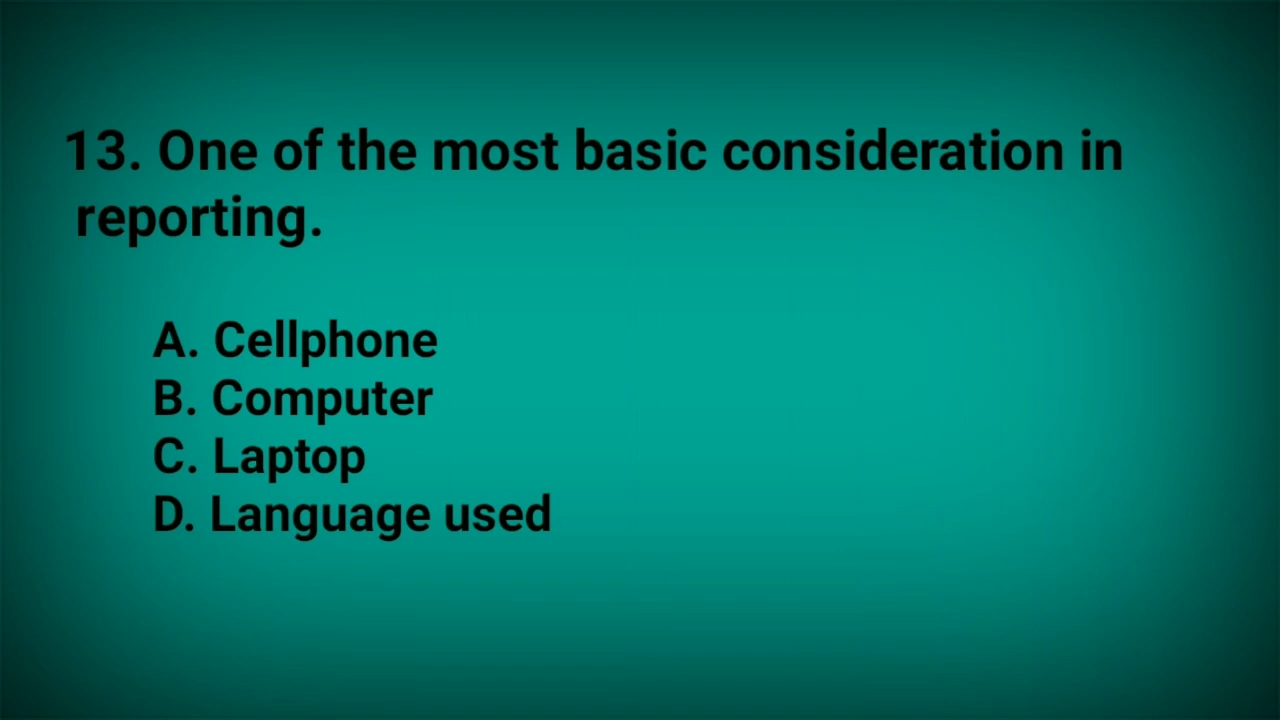 13. One of the most basic consideration in
reporting.
A. Cellphone
B. Computer
C. Laptop
D. Language used